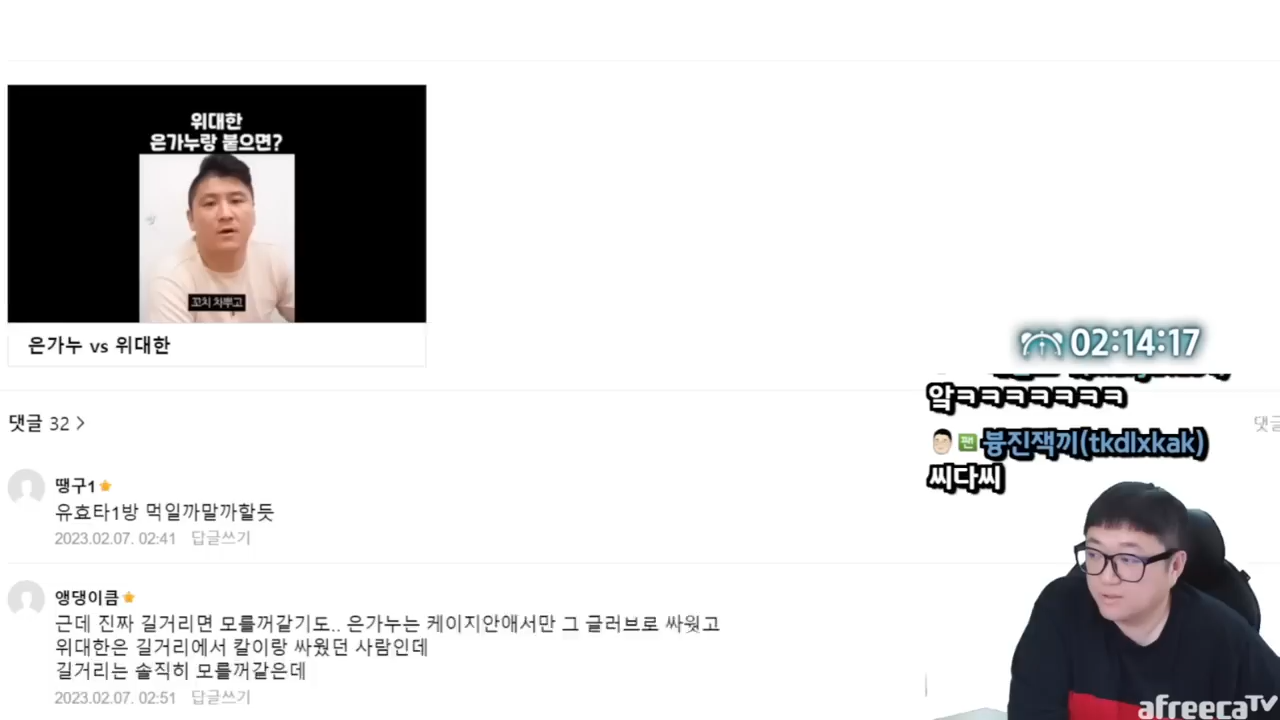 위대한
은가누랑 붙으면?
꼬치 차뿌고
은가누 vs 위대한
02:14:17
댓글 32
앞ㅋㅋㅋㅋㅋㅋㅋ
팬 븅진잭끼(tkdlxkak)
씨다씨
땡구1
유효타1방 먹일까말까할듯
2023.02.07. 02:41 답글쓰기
앵댕이큼
근데 진짜 길거리면 모를꺼같기도.. 은가누는 케이지안애서만 그 글러브로 싸웟고
위대한은 길거리에서 칼이랑 싸웠던 사람인데
길거리는 솔직히 모를꺼같은데
2023.02.07. 02:51 답글쓰기
afreecaTV